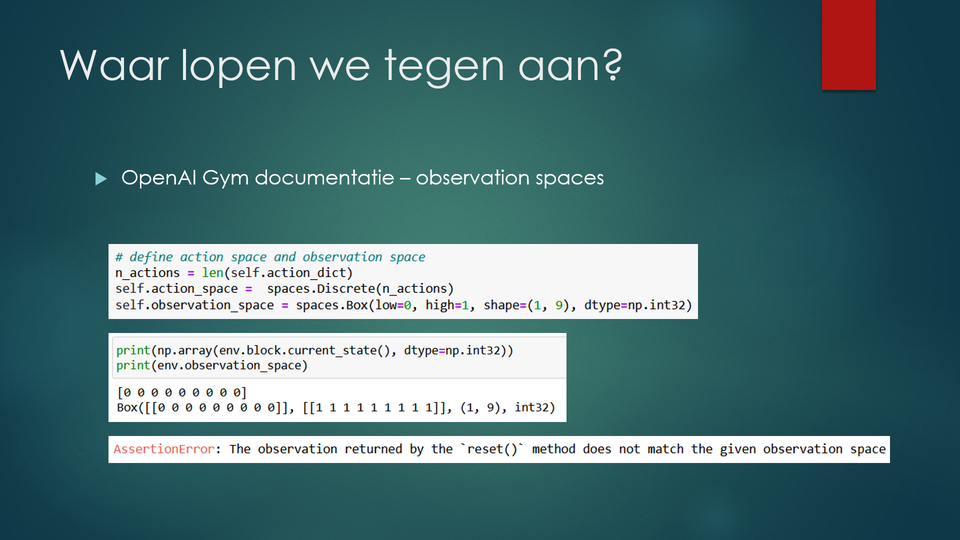 Waar lopen we tegen aan?
OpenAI Gym documentatie – observation spaces
# define action space and observation space
n_actions = len(self.action_dict)
self.action_space =  spaces.Discrete(n_actions)
self.observation_space = spaces.Box(low=0, high=1, shape=(1, 9), dtype=np.int32)
print(np.array(env.block.current_state(), dtype=np.int32))
print(env.observation_space)
[0 0 0 0 0 0 0 0 0]
Box([[0 0 0 0 0 0 0 0 0]], [[1 1 1 1 1 1 1 1 1]], (1, 9), int32)
AssertionError: The observation returned by the `reset()` method does not match the given observation space